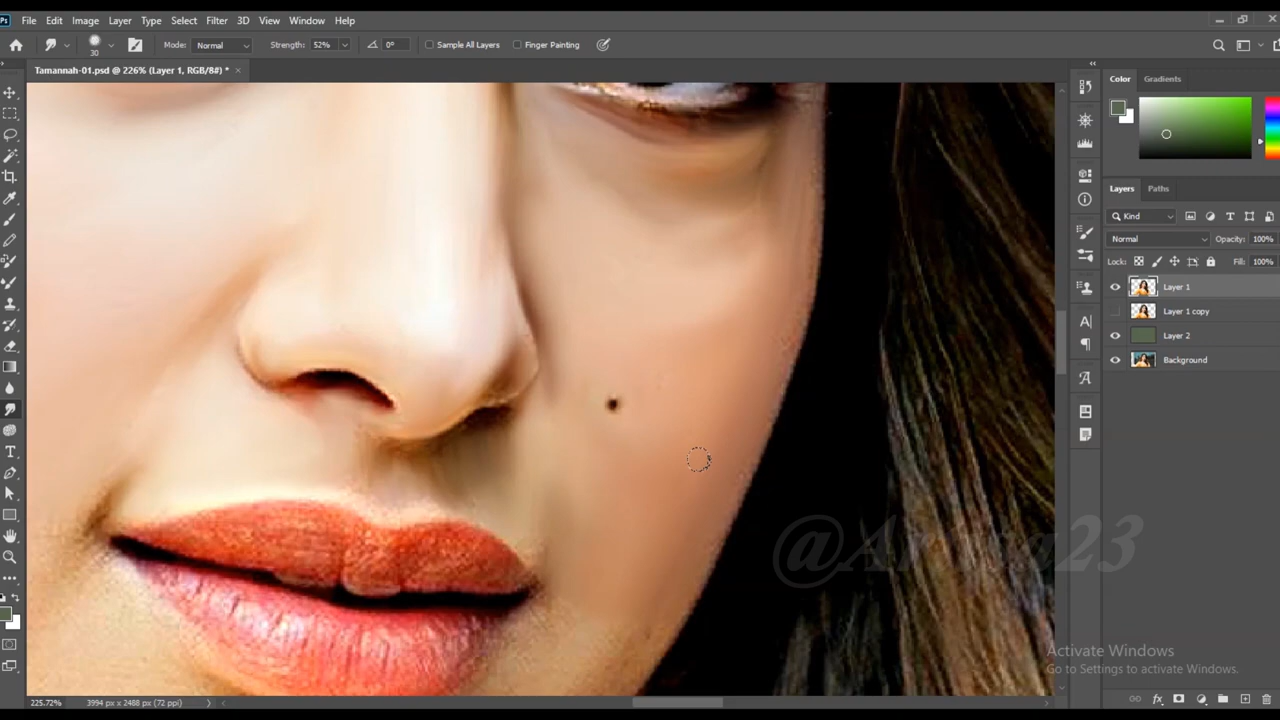 Ps File Edit Image Layer Type Select Filter 3D View Window Help
30 Mode: Normal Strength: 52% 0° Sample All Layers Finger Painting
Tamannah-01.psd @ 226% (Layer 1, RGB/8#) * ×
Color Gradients
Layers Paths
Kind
Normal Opacity: 100%
Lock: Fill: 100%
Layer 1
Layer 1 copy
Layer 2
Background
Activate Windows
Go to Settings to activate Windows.
225.72% 3994 px x 2488 px (72 ppi)